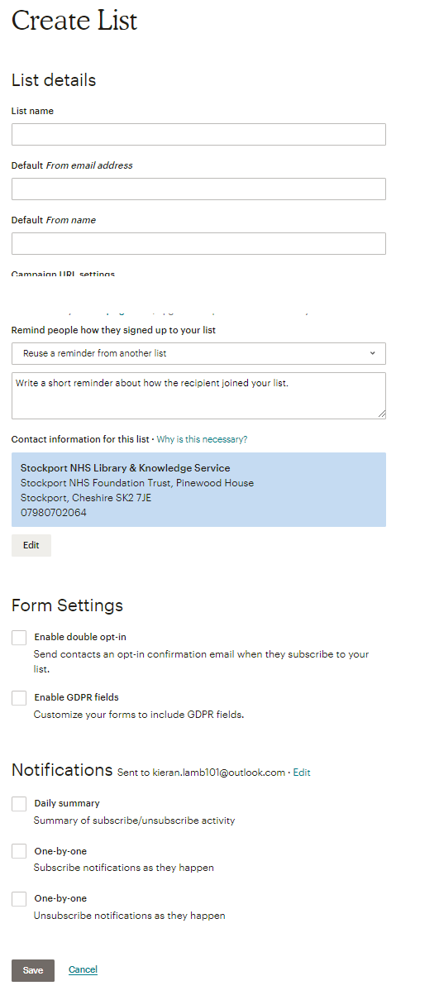 Create List
List details
List name
Default From email address
Default From name
Campaign URL settings
Remind people how they signed up to your list
Reuse a reminder from another list
Write a short reminder about how the recipient joined your list.
Contact information for this list · Why is this necessary?
Stockport NHS Library & Knowledge Service
Stockport NHS Foundation Trust, Pinewood House
Stockport, Cheshire SK2 7JE
07980702064
Edit
Form Settings
Enable double opt-in
Send contacts an opt-in confirmation email when they subscribe to your
list.
Enable GDPR fields
Customize your forms to include GDPR fields.
Notifications Sent to kieran.lamb101@outlook.com · Edit
Daily summary
Summary of subscribe/unsubscribe activity
One-by-one
Subscribe notifications as they happen
One-by-one
Unsubscribe notifications as they happen
Save Cancel